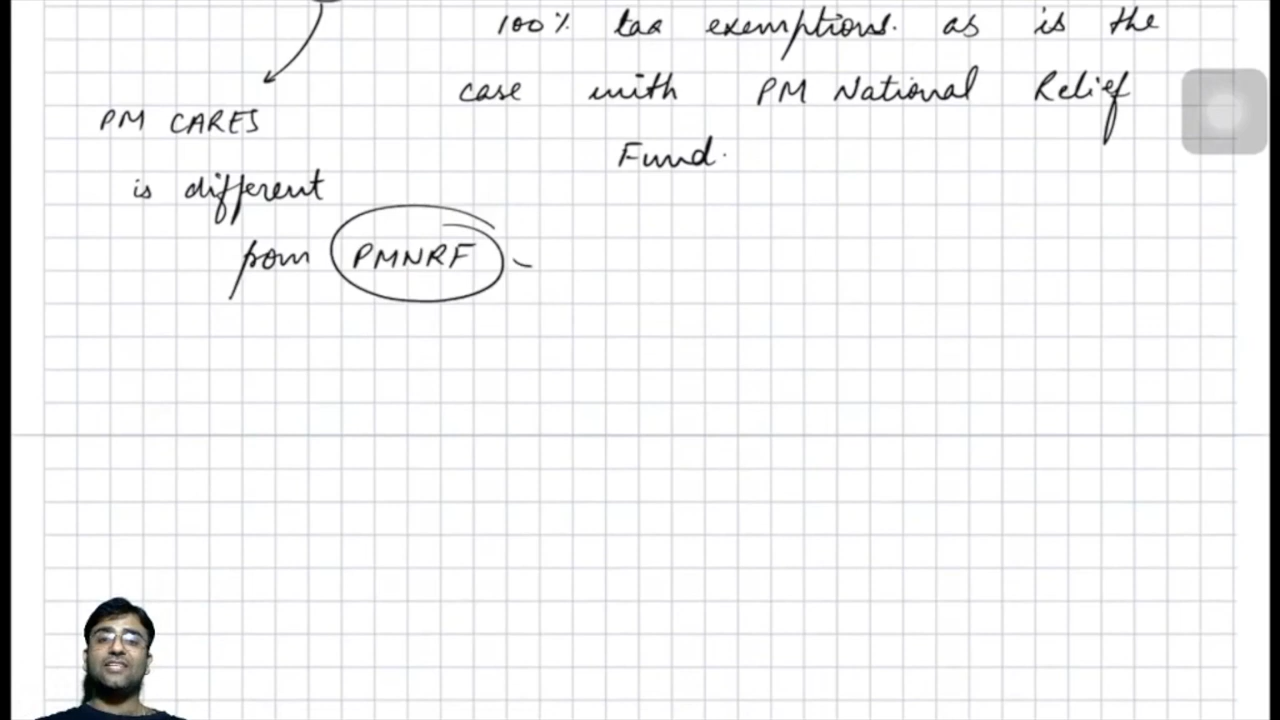 100% tax exemptions. as is the
case with PM National Relief
Fund.
PM CARES
is different
from PMNRF -